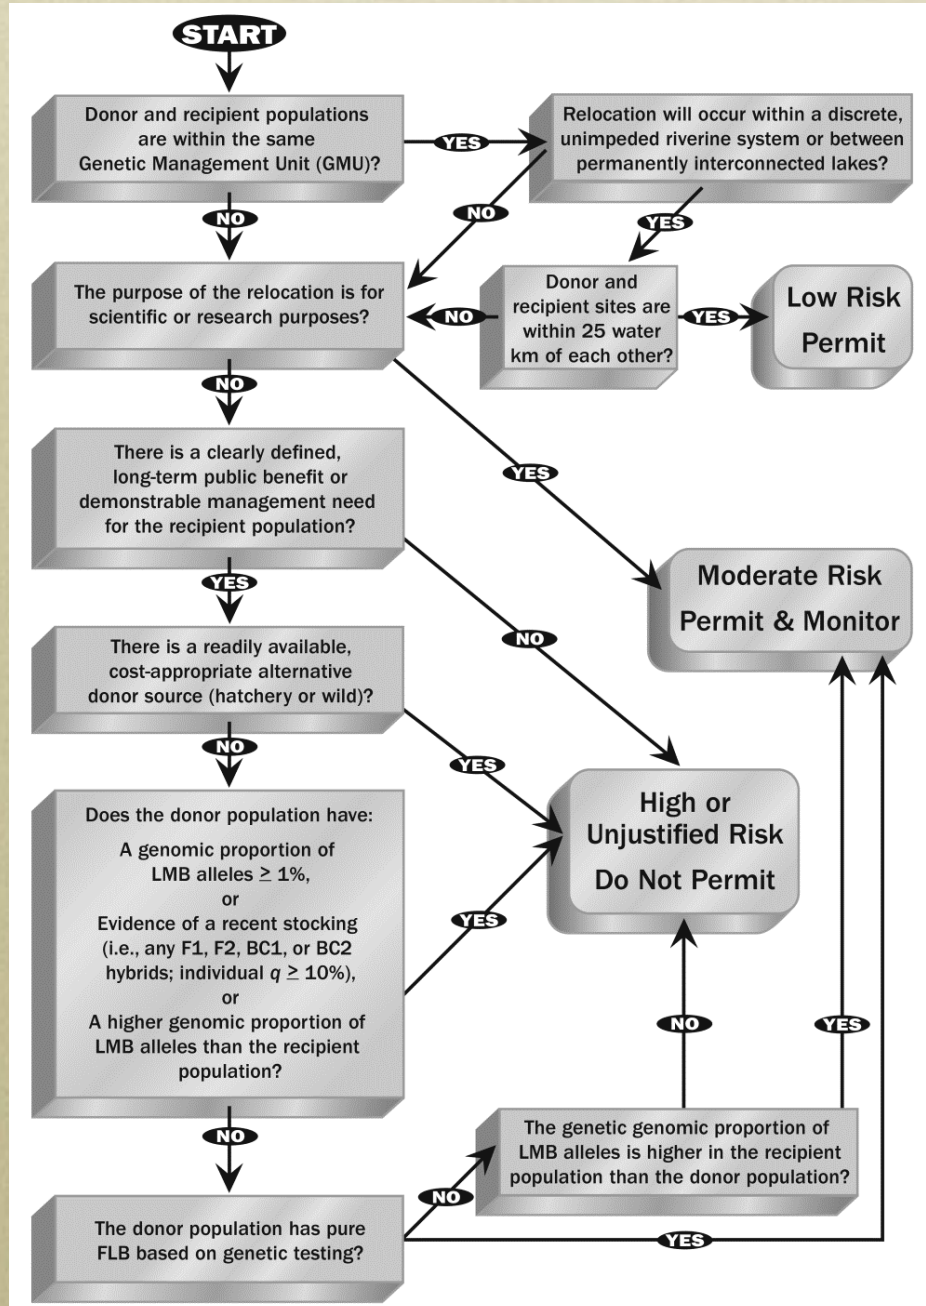 START
Donor and recipient populations
are within the same
Genetic Management Unit (GMU)?
YES
Relocation will occur within a discrete,
unimpeded riverine system or between
permanently interconnected lakes?
NO
NO
YES
The purpose of the relocation is for
scientific or research purposes?
NO
Donor and
recipient sites are
within 25 water
km of each other?
YES
Low Risk
Permit
NO
YES
There is a clearly defined,
long-term public benefit or
demonstrable management need
for the recipient population?
YES
NO
Moderate Risk
Permit & Monitor
There is a readily available,
cost-appropriate alternative
donor source (hatchery or wild)?
NO
YES
High or
Unjustified Risk
Do Not Permit
Does the donor population have:
A genomic proportion of
LMB alleles ≥ 1%,
or
Evidence of a recent stocking
(i.e., any F1, F2, BC1, or BC2
hybrids; individual q ≥ 10%),
or
A higher genomic proportion of
LMB alleles than the recipient
population?
YES
NO
YES
NO
The genetic genomic proportion of
LMB alleles is higher in the recipient
population than the donor population?
NO
The donor population has pure
FLB based on genetic testing?
YES